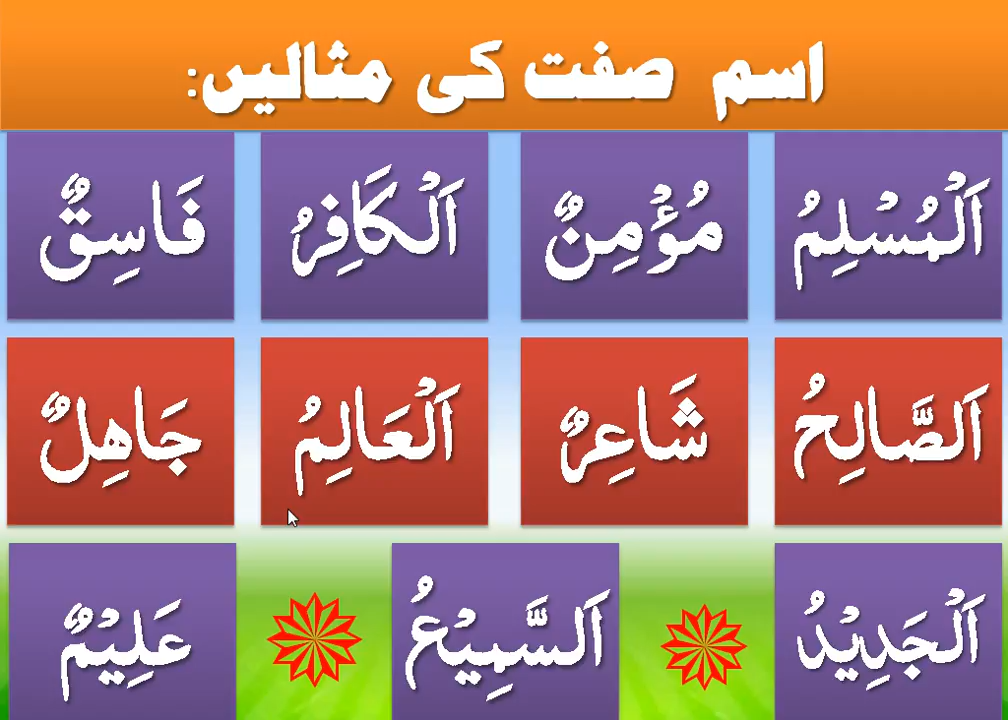 اسم صفت کی مثالیں:
اَلْمُسْلِمُ مُؤْمِنٌ اَلْكَافِرُ فَاسِقٌ
اَلصَّالِحُ شَاعِرٌ اَلْعَالِمُ جَاهِلٌ
اَلْجَدِيْدُ اَلسَّمِيْعُ عَلِيْمٌ